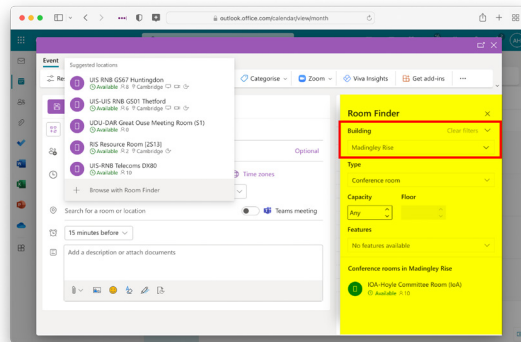 outlook.office.com/calendar/view/month
Event
Suggested locations
UIS RNB GS67 Huntingdon
Available 8 Cambridge
UIS-UIS RNB GS01 Thetford
Available 6 Cambridge
UDU-DAR Great Ouse Meeting Room (S1)
Available 0
RIS Resource Room [2S13]
Available 2 Cambridge
UIS-RNB Telecoms DX80
Available 10
Browse with Room Finder
Categorise
Zoom
Viva Insights
Get add-ins
...
Optional
Time zones
Search for a room or location
Teams meeting
15 minutes before
Add a description or attach documents
Room Finder
Building
Clear filters
Madingley Rise
Type
Conference room
Capacity
Floor
Any
Features
No features available
Conference rooms in Madingley Rise
IOA-Hoyle Committee Room (IoA)
Available 10